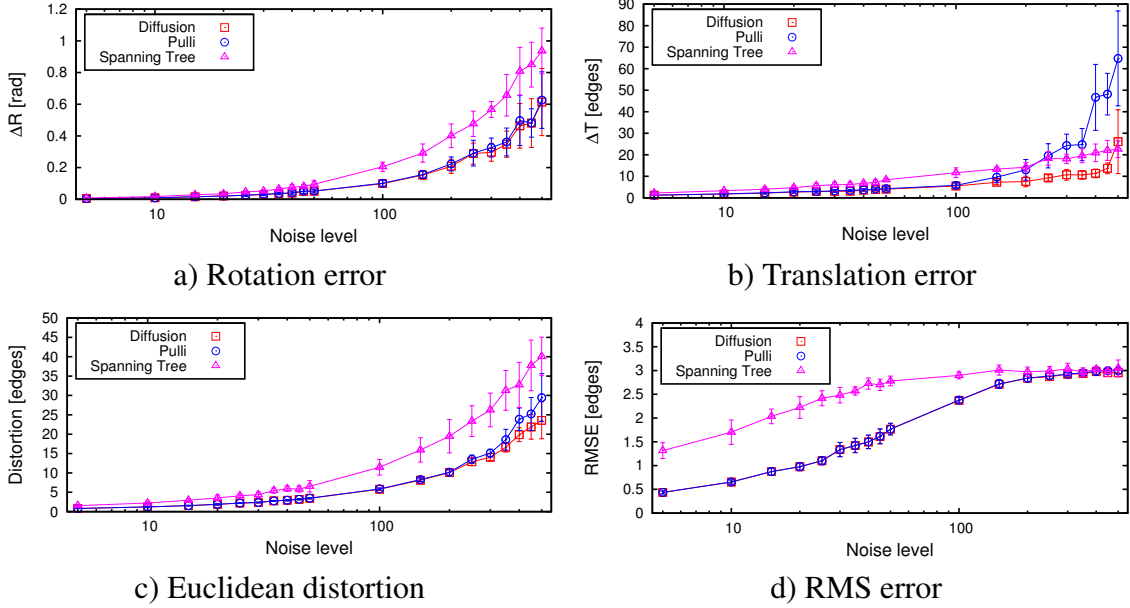 1.2
1
0.8
0.6
0.4
0.2
0
ΔR [rad]
Diffusion
Pulli
Spanning Tree
10
100
Noise level
a) Rotation error
90
80
70
60
50
40
30
20
10
0
ΔT [edges]
Diffusion
Pulli
Spanning Tree
10
100
Noise level
b) Translation error
50
45
40
35
30
25
20
15
10
5
0
Distortion [edges]
Diffusion
Pulli
Spanning Tree
10
100
Noise level
c) Euclidean distortion
4
3.5
3
2.5
2
1.5
1
0.5
0
RMSE [edges]
Diffusion
Pulli
Spanning Tree
10
100
Noise level
d) RMS error